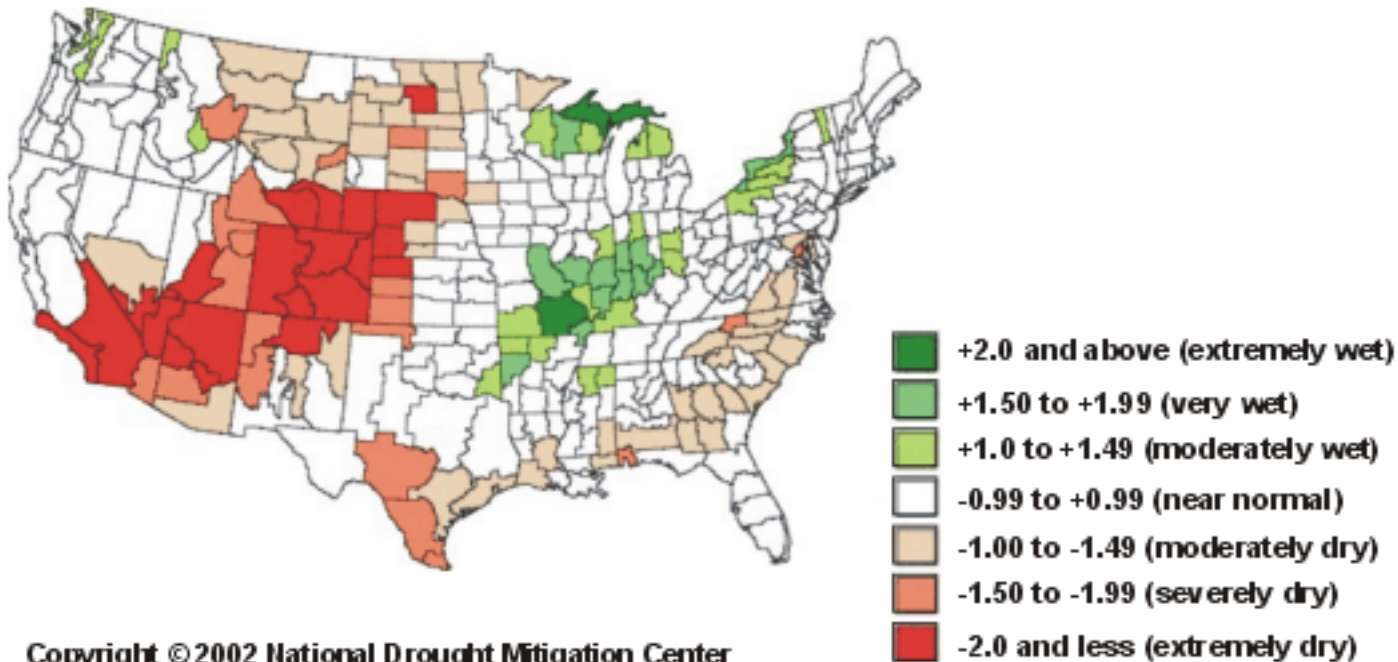 +2.0 and above (extremely wet)
+1.50 to +1.99 (very wet)
+1.0 to +1.49 (moderately wet)
-0.99 to +0.99 (near normal)
-1.00 to -1.49 (moderately dry)
-1.50 to -1.99 (severely dry)
-2.0 and less (extremely dry)
Copyright © 2002 National Drought Mitigation Center